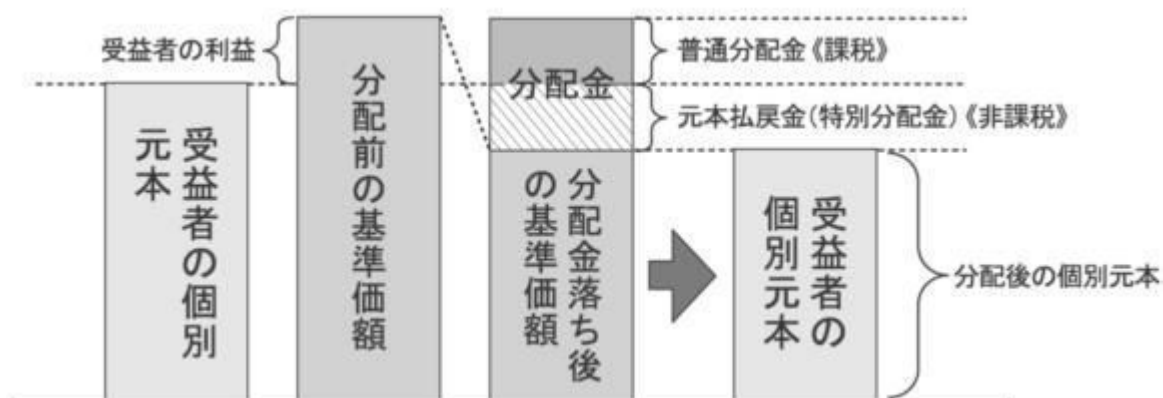 受益者の利益
受益者の個別
元本
分配前の基準価額
分配金
分配金落ち後
の基準価額
普通分配金《課税》
元本払戻金(特別分配金)《非課税》
受益者の
個別元本
分配後の個別元本